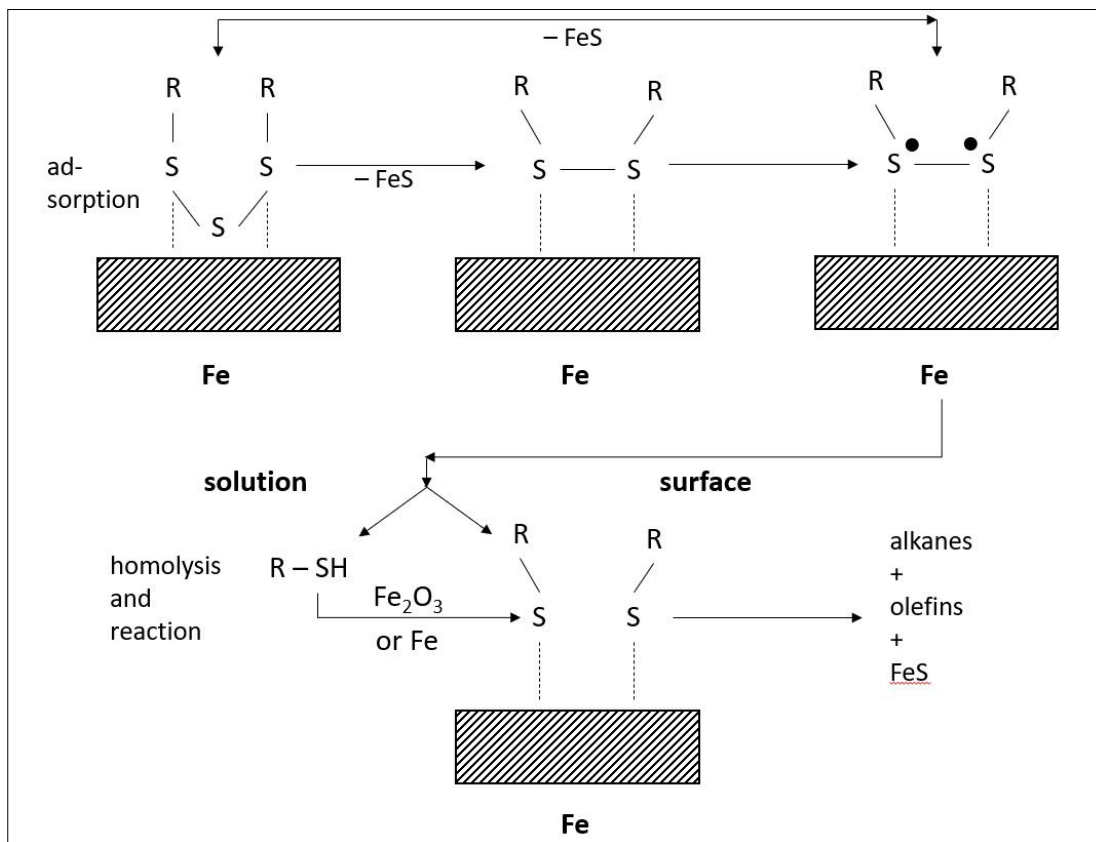 – FeS
R R R R R R
ad-
sorption
S S S S S S
– FeS
S
Fe Fe Fe
solution surface
R R
homolysis
and
reaction
R – SH
Fe₂O₃
or Fe
S S
alkanes
+
olefins
+
FeS
Fe